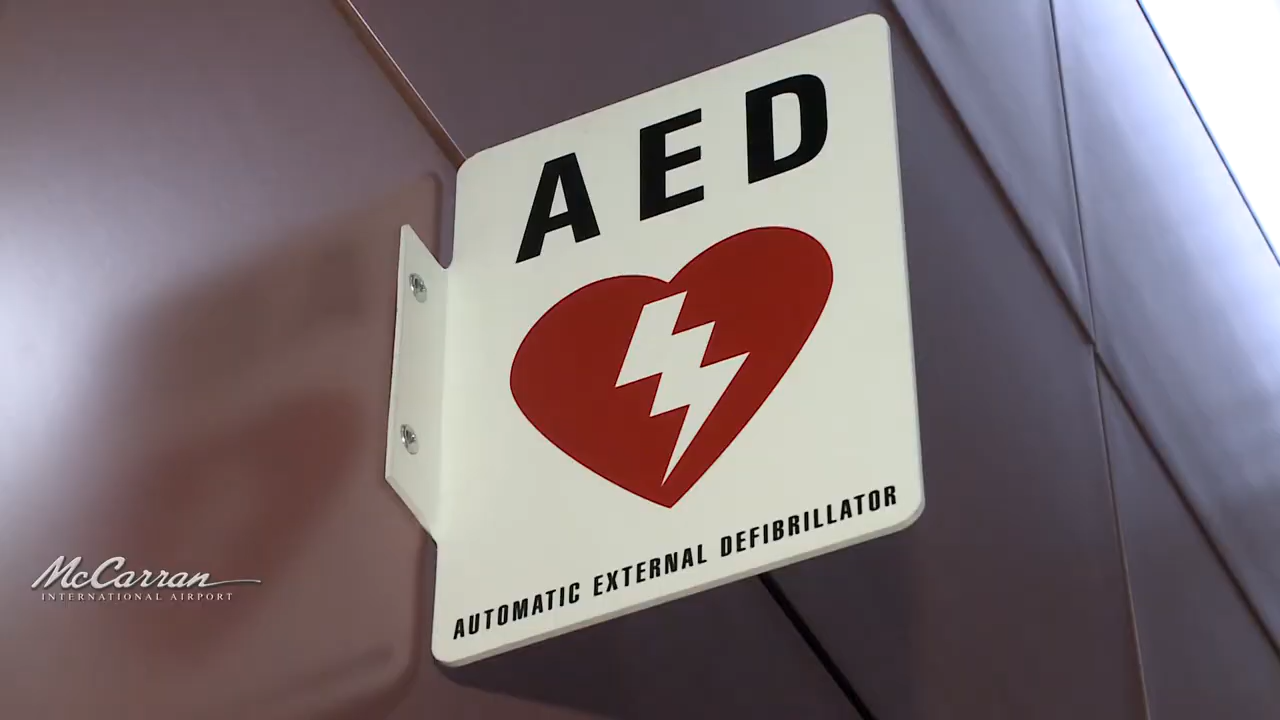 AED
AUTOMATIC EXTERNAL DEFIBRILLATOR
McCarran
INTERNATIONAL AIRPORT